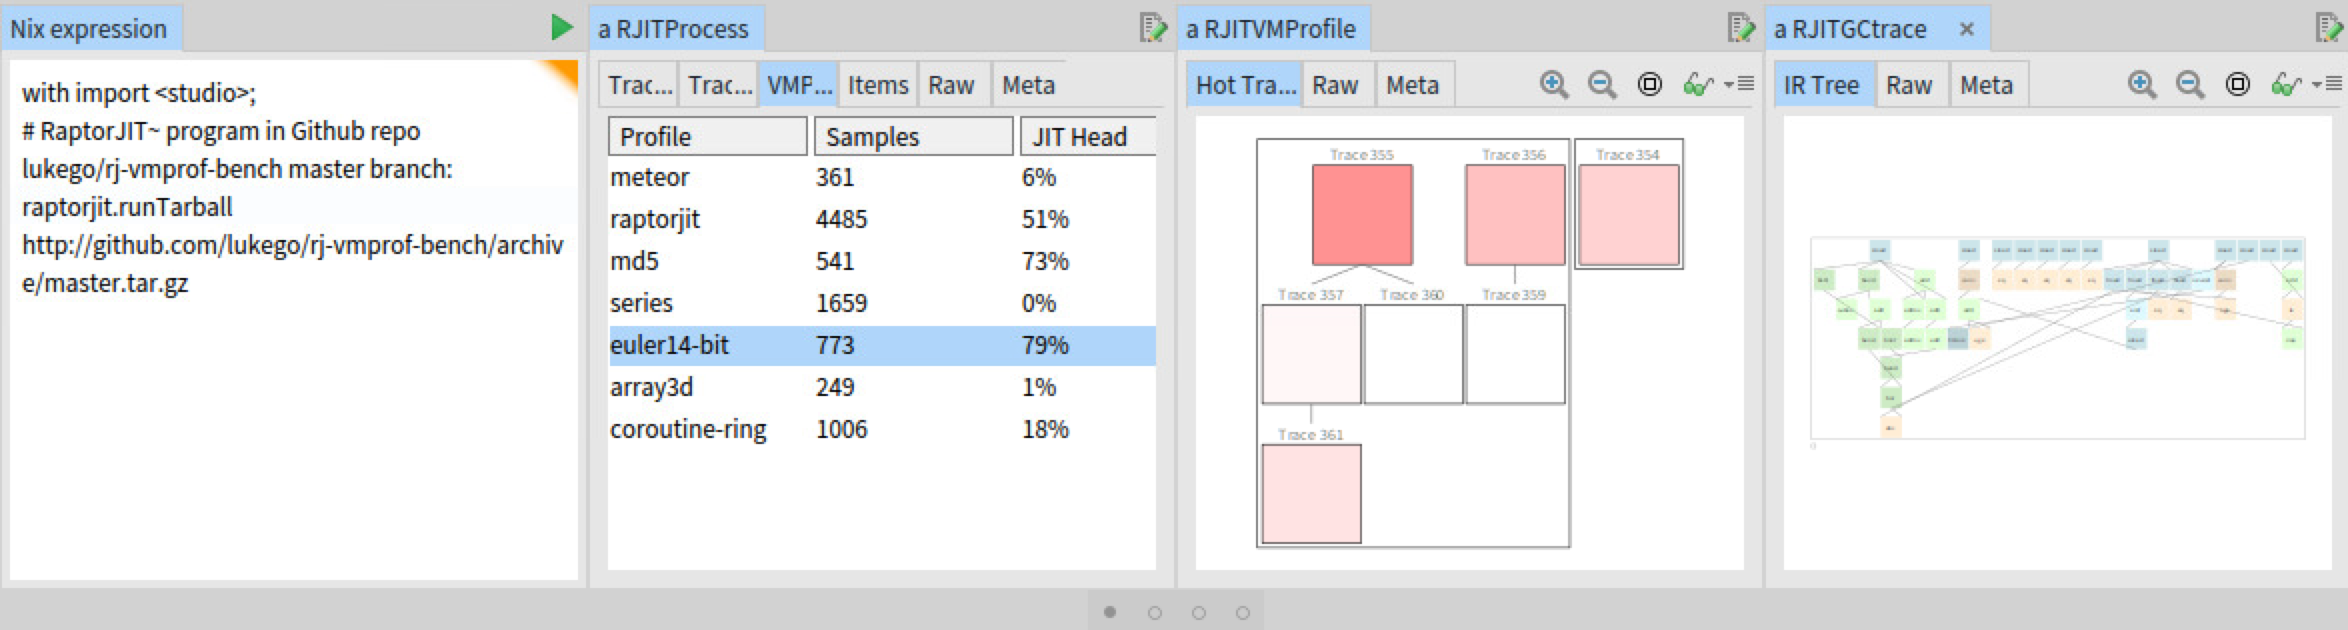 Nix expression
with import <studio>;
# RaptorJIT~ program in Github repo
lukego/rj-vmprof-bench master branch:
raptorjit.runTarball
http://github.com/lukego/rj-vmprof-bench/archiv
e/master.tar.gz
a RJITProcess
Trac... Trac... VMP... Items Raw Meta
Profile Samples JIT Head
meteor 361 6%
raptorjit 4485 51%
md5 541 73%
series 1659 0%
euler14-bit 773 79%
array3d 249 1%
coroutine-ring 1006 18%
a RJITVMProfile
Hot Tra... Raw Meta
Trace 355 Trace 356 Trace 354
Trace 357 Trace 360 Trace 359
Trace 361
a RJITGCtrace
IR Tree Raw Meta